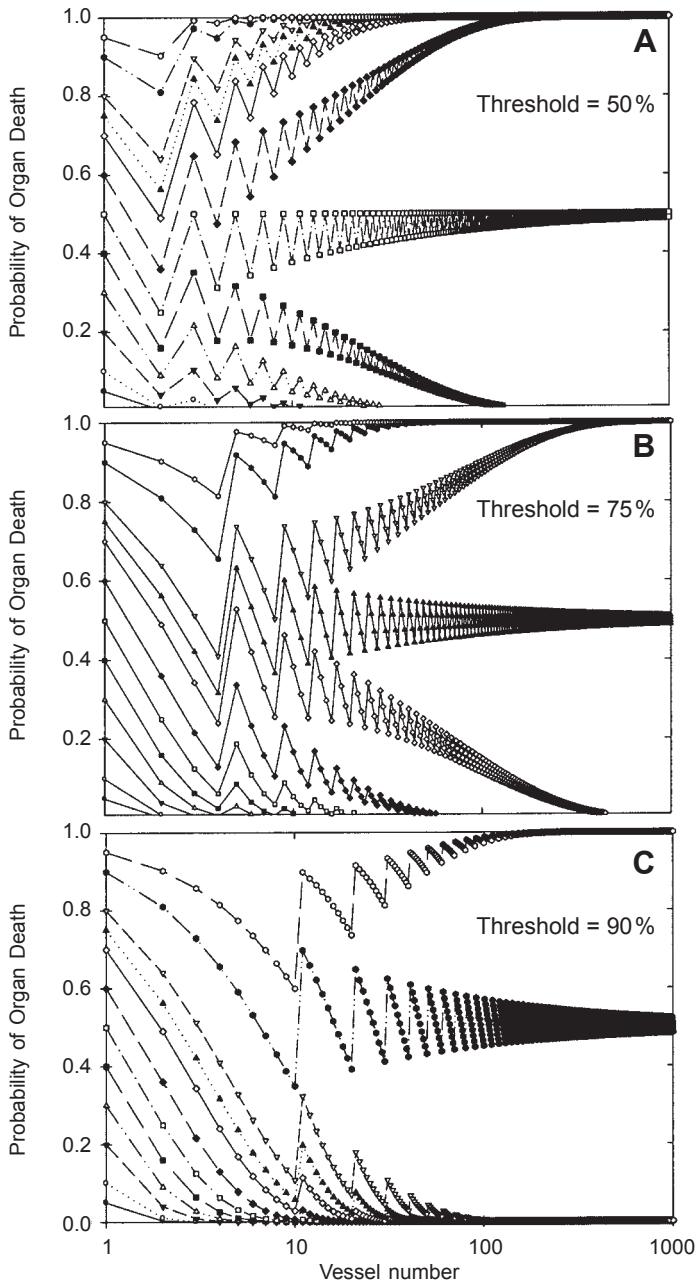 1.0
0.8
0.6
0.4
0.2
Probability of Organ Death
A
Threshold = 50%
1.0
0.8
0.6
0.4
0.2
Probability of Organ Death
B
Threshold = 75%
1.0
0.8
0.6
0.4
0.2
0.0
Probability of Organ Death
C
Threshold = 90%
1 10 100 1000
Vessel number